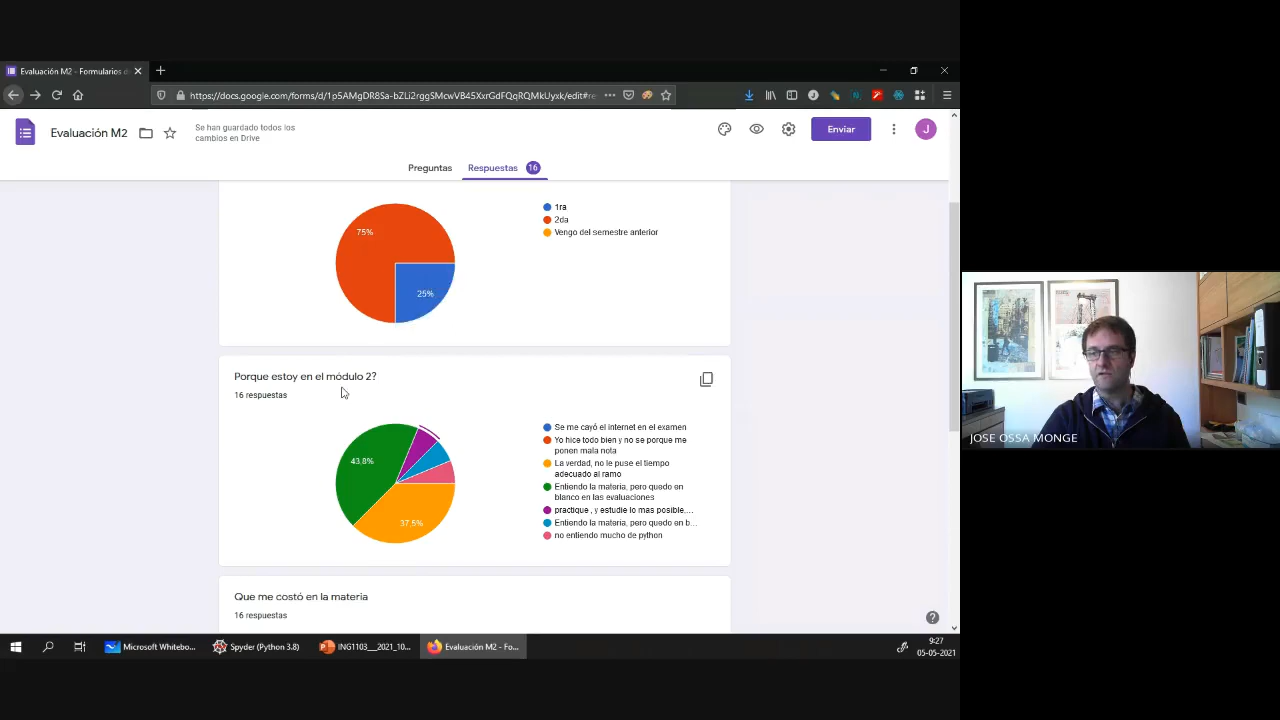 Evaluación M2 - Formularios d
https://docs.google.com/forms/d/1p5AMgDR8Sa-bZLi2rggSMcwVB45XxrGdFQqRQMkUyxk/edit#re
Evaluación M2
Se han guardado todos los
cambios en Drive
Enviar
J
Preguntas
Respuestas
16
75%
25%
1ra
2da
Vengo del semestre anterior
Porque estoy en el módulo 2?
16 respuestas
43,8%
37,5%
Se me cayó el internet en el examen
Yo hice todo bien y no se porque me
ponen mala nota
La verdad, no le puse el tiempo
adecuado al ramo
Entiendo la materia, pero quedo en
blanco en las evaluaciones
practique , y estudie lo mas posible,...
Entiendo la materia, pero quedo en b...
no entiendo mucho de python
Que me costó en la materia
16 respuestas
JOSE OSSA MONGE
Microsoft Whitebo...
Spyder (Python 3.8)
ING1103___2021_10...
Evaluación M2 - Fo...
9:27
05-05-2021